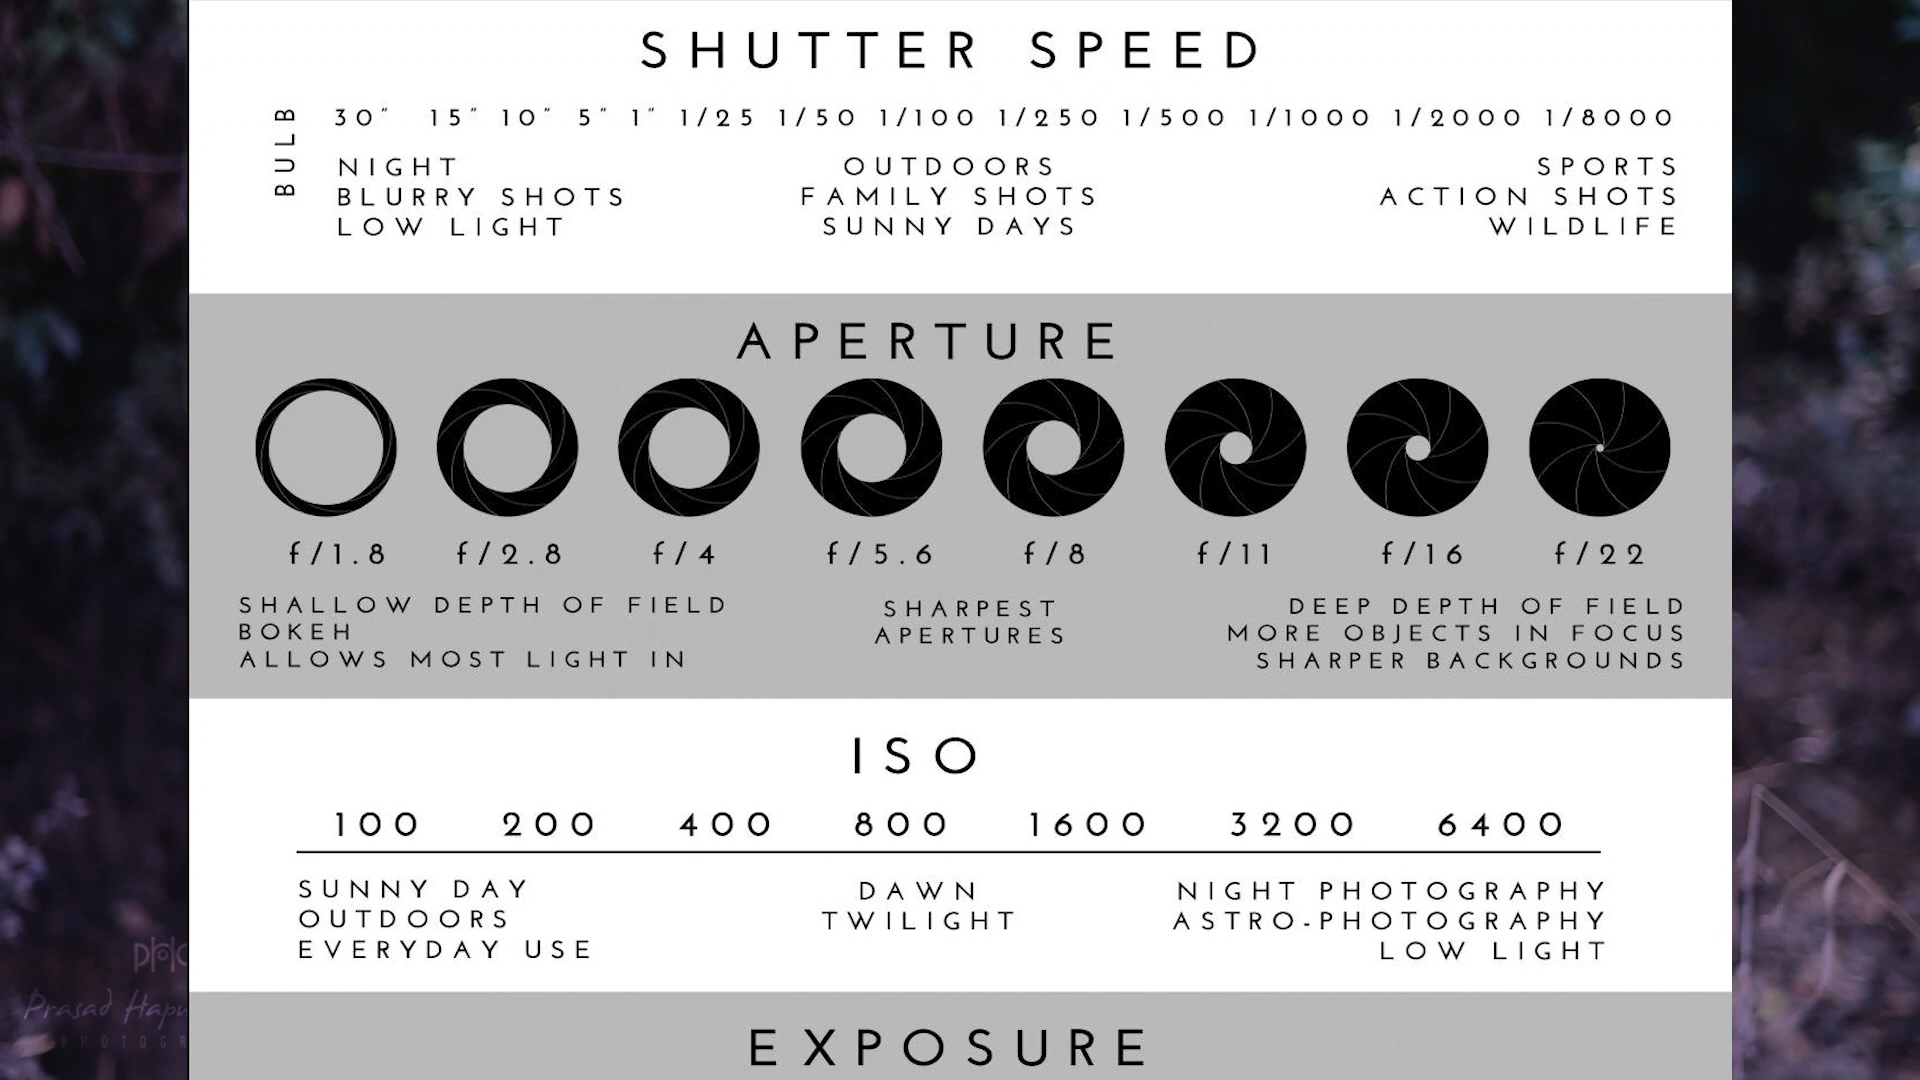 SHUTTER SPEED
BULB
30″ 15″ 10″ 5″ 1″ 1/25 1/50 1/100 1/250 1/500 1/1000 1/2000 1/8000
NIGHT
BLURRY SHOTS
LOW LIGHT
OUTDOORS
FAMILY SHOTS
SUNNY DAYS
SPORTS
ACTION SHOTS
WILDLIFE
APERTURE
f/1.8 f/2.8 f/4 f/5.6 f/8 f/11 f/16 f/22
SHALLOW DEPTH OF FIELD
BOKEH
ALLOWS MOST LIGHT IN
SHARPEST
APERTURES
DEEP DEPTH OF FIELD
MORE OBJECTS IN FOCUS
SHARPER BACKGROUNDS
ISO
100 200 400 800 1600 3200 6400
SUNNY DAY
OUTDOORS
EVERYDAY USE
DAWN
TWILIGHT
NIGHT PHOTOGRAPHY
ASTRO-PHOTOGRAPHY
LOW LIGHT
EXPOSURE
Prasad